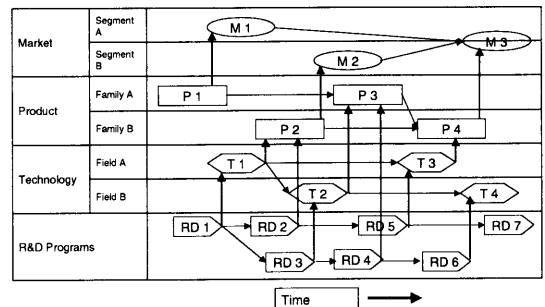 Market
Segment A
M 1
Segment B
M 2
M 3
Product
Family A
P 1
P 3
Family B
P 2
P 4
Technology
Field A
T 1
T 3
Field B
T 2
T 4
R&D Programs
RD 1
RD 2
RD 5
RD 7
RD 3
RD 4
RD 6
Time